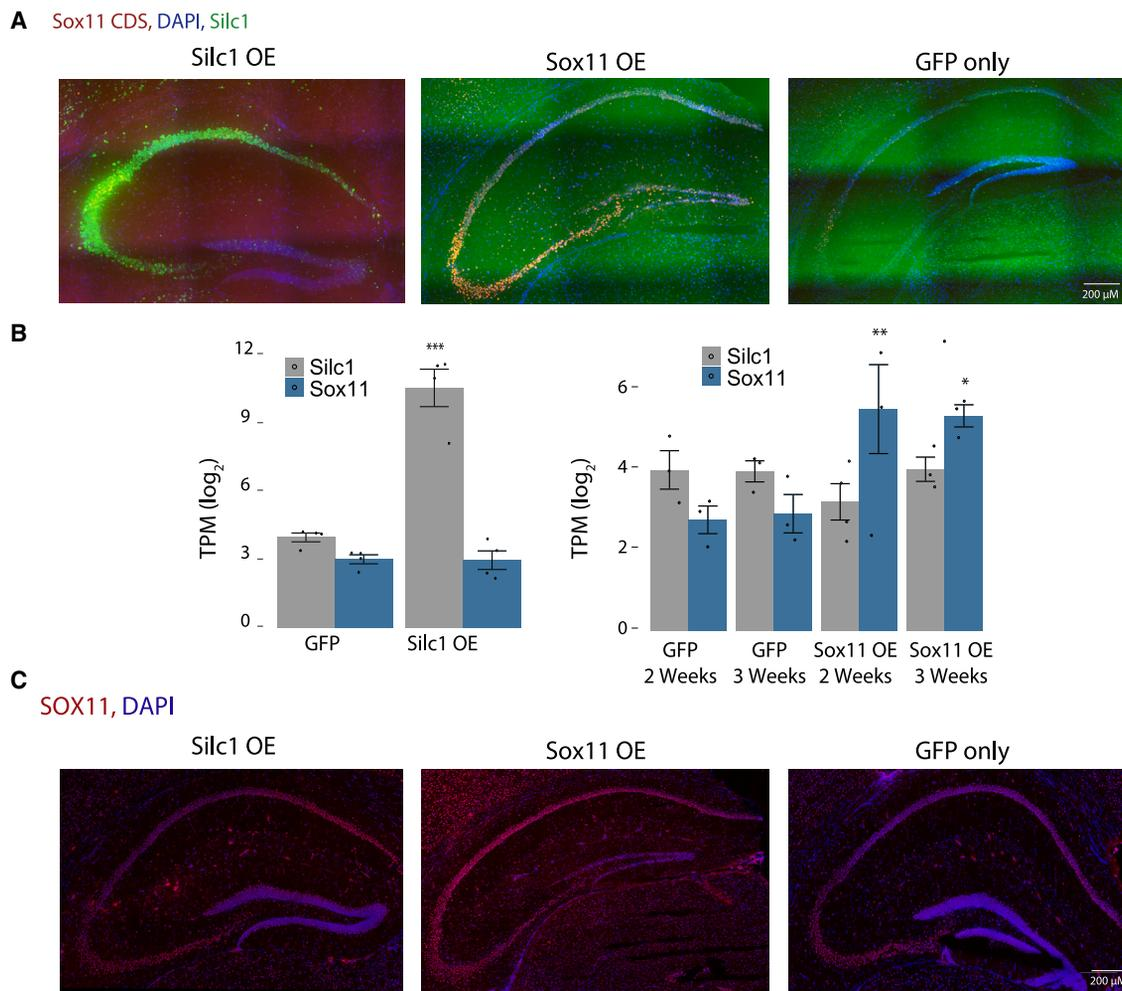 A
Sox11 CDS, DAPI, Silc1
Silc1 OE
Sox11 OE
GFP only
200 µM
B
12
9
6
3
0
TPM (log2)
Silc1
Sox11
***
GFP
Silc1 OE
6
4
2
0
TPM (log2)
Silc1
Sox11
**
*
GFP
2 Weeks
GFP
3 Weeks
Sox11 OE
2 Weeks
Sox11 OE
3 Weeks
C
SOX11, DAPI
Silc1 OE
Sox11 OE
GFP only
200 µM